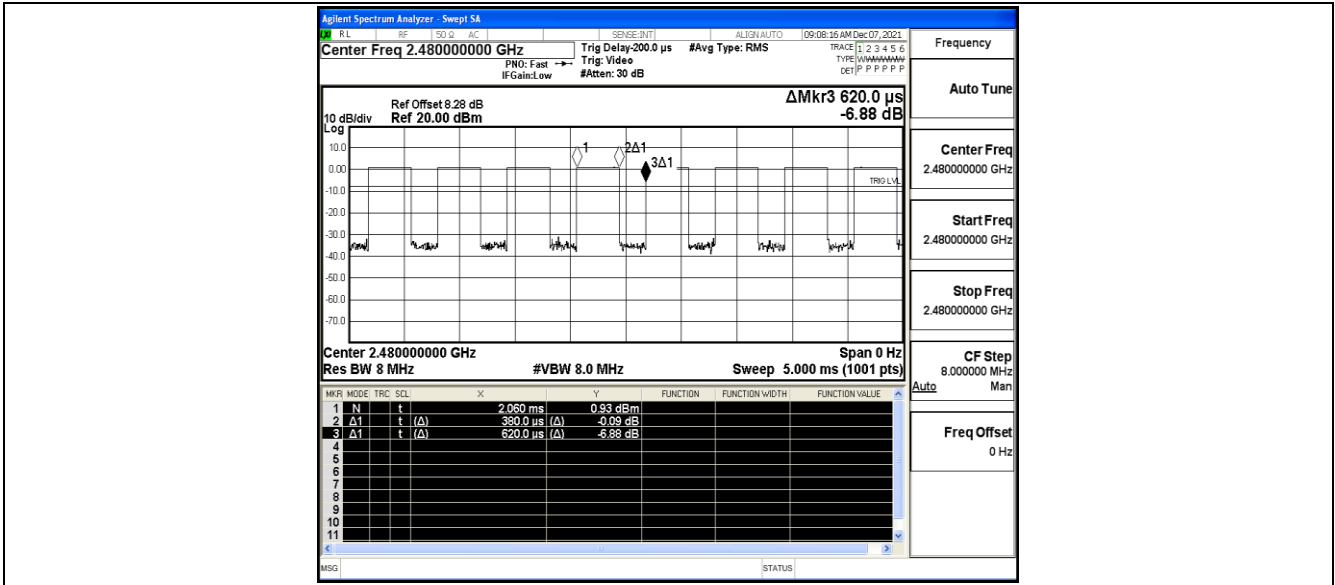 Agilent Spectrum Analyzer - Swept SA
RL RF 50 Ω AC SENSE:INT ALIGN AUTO 09:08:16 AM Dec 07, 2021
Center Freq 2.480000000 GHz
PNO: Fast
IFGain:Low
Trig Delay-200.0 µs
Trig: Video
#Atten: 30 dB
#Avg Type: RMS
TRACE 1 2 3 4 5 6
TYPE WWWWWW
DET P P P P P P
Frequency
Auto Tune
Center Freq
2.480000000 GHz
Start Freq
2.480000000 GHz
Stop Freq
2.480000000 GHz
CF Step
8.000000 MHz
Auto Man
Freq Offset
0 Hz
ΔMkr3 620.0 µs
-6.88 dB
Ref Offset 8.28 dB
10 dB/div Ref 20.00 dBm
Log
10.0
0.00
-10.0
-20.0
-30.0
-40.0
-50.0
-60.0
-70.0
1
2Δ1
3Δ1
TRIG LVL
Center 2.480000000 GHz Span 0 Hz
Res BW 8 MHz #VBW 8.0 MHz Sweep 5.000 ms (1001 pts)
MKR MODE TRC SCL X Y FUNCTION FUNCTION WIDTH FUNCTION VALUE
1 N t 2.060 ms 0.93 dBm
2 Δ1 t (Δ) 380.0 µs (Δ) -0.09 dB
3 Δ1 t (Δ) 620.0 µs (Δ) -6.88 dB
4
5
6
7
8
9
10
11
MSG STATUS